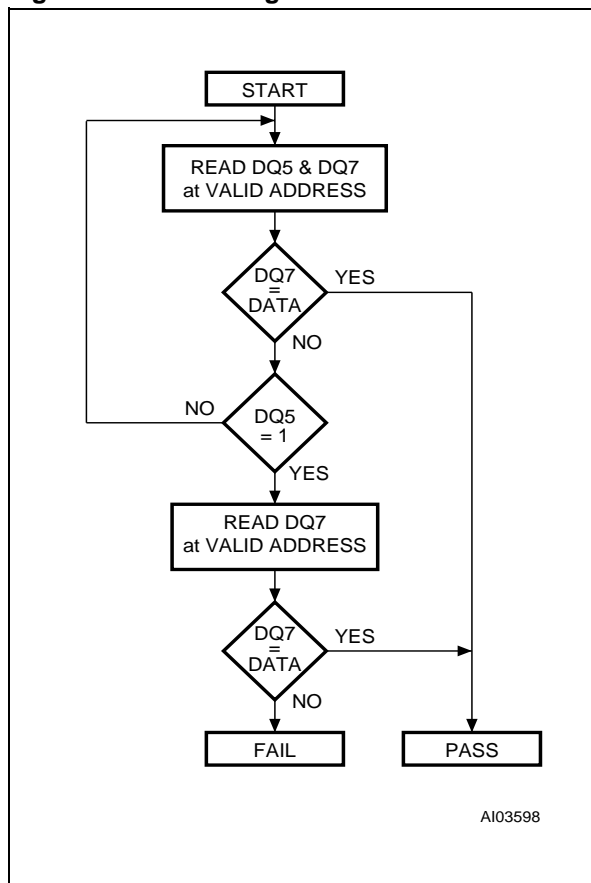 START
READ DQ5 & DQ7
at VALID ADDRESS
DQ7
=
DATA
YES
NO
DQ5
= 1
NO
YES
READ DQ7
at VALID ADDRESS
DQ7
=
DATA
YES
NO
FAIL
PASS
AI03598